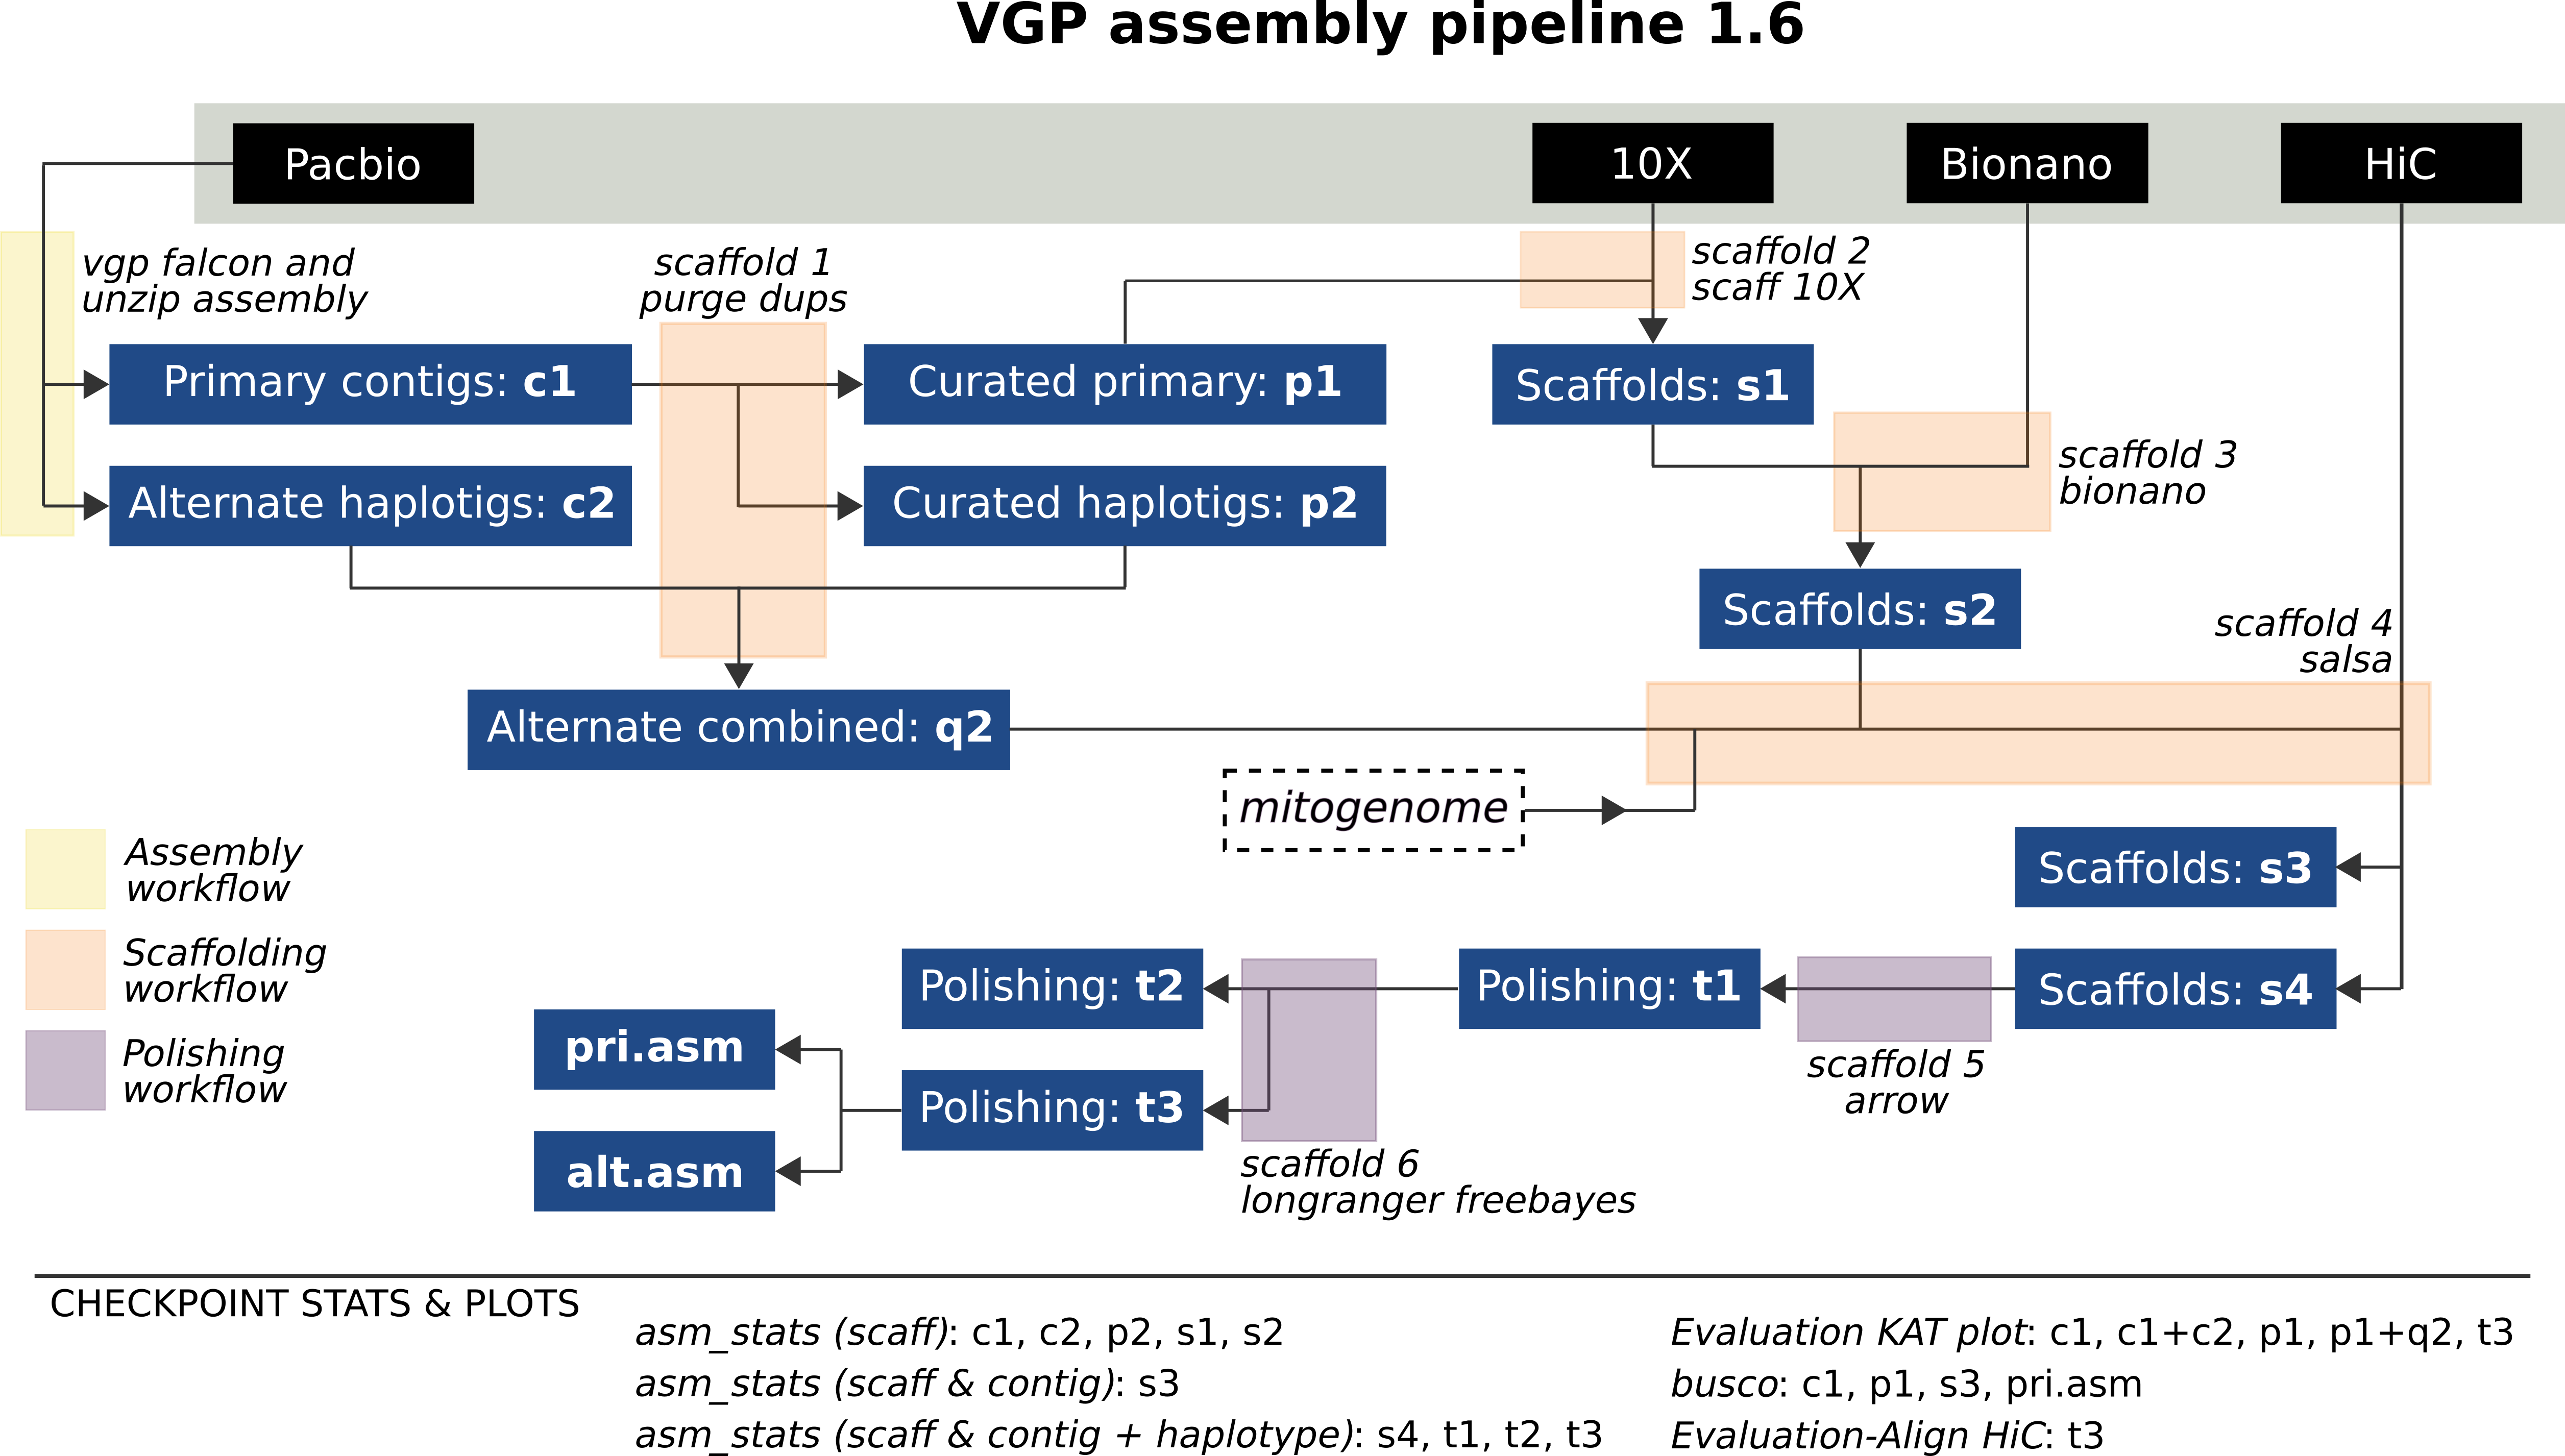 VGP assembly pipeline 1.6
Pacbio
10X
Bionano
HiC
vgp falcon and
unzip assembly
scaffold 1
purge dups
scaffold 2
scaff 10X
Primary contigs: c1
Curated primary: p1
Scaffolds: s1
Alternate haplotigs: c2
Curated haplotigs: p2
scaffold 3
bionano
Scaffolds: s2
scaffold 4
salsa
Alternate combined: q2
mitogenome
Assembly
workflow
Scaffolding
workflow
Polishing
workflow
Scaffolds: s3
Scaffolds: s4
Polishing: t1
Polishing: t2
scaffold 5
arrow
Polishing: t3
pri.asm
alt.asm
scaffold 6
longranger freebayes
CHECKPOINT STATS & PLOTS
asm_stats (scaff): c1, c2, p2, s1, s2
asm_stats (scaff & contig): s3
asm_stats (scaff & contig + haplotype): s4, t1, t2, t3
Evaluation KAT plot: c1, c1+c2, p1, p1+q2, t3
busco: c1, p1, s3, pri.asm
Evaluation-Align HiC: t3